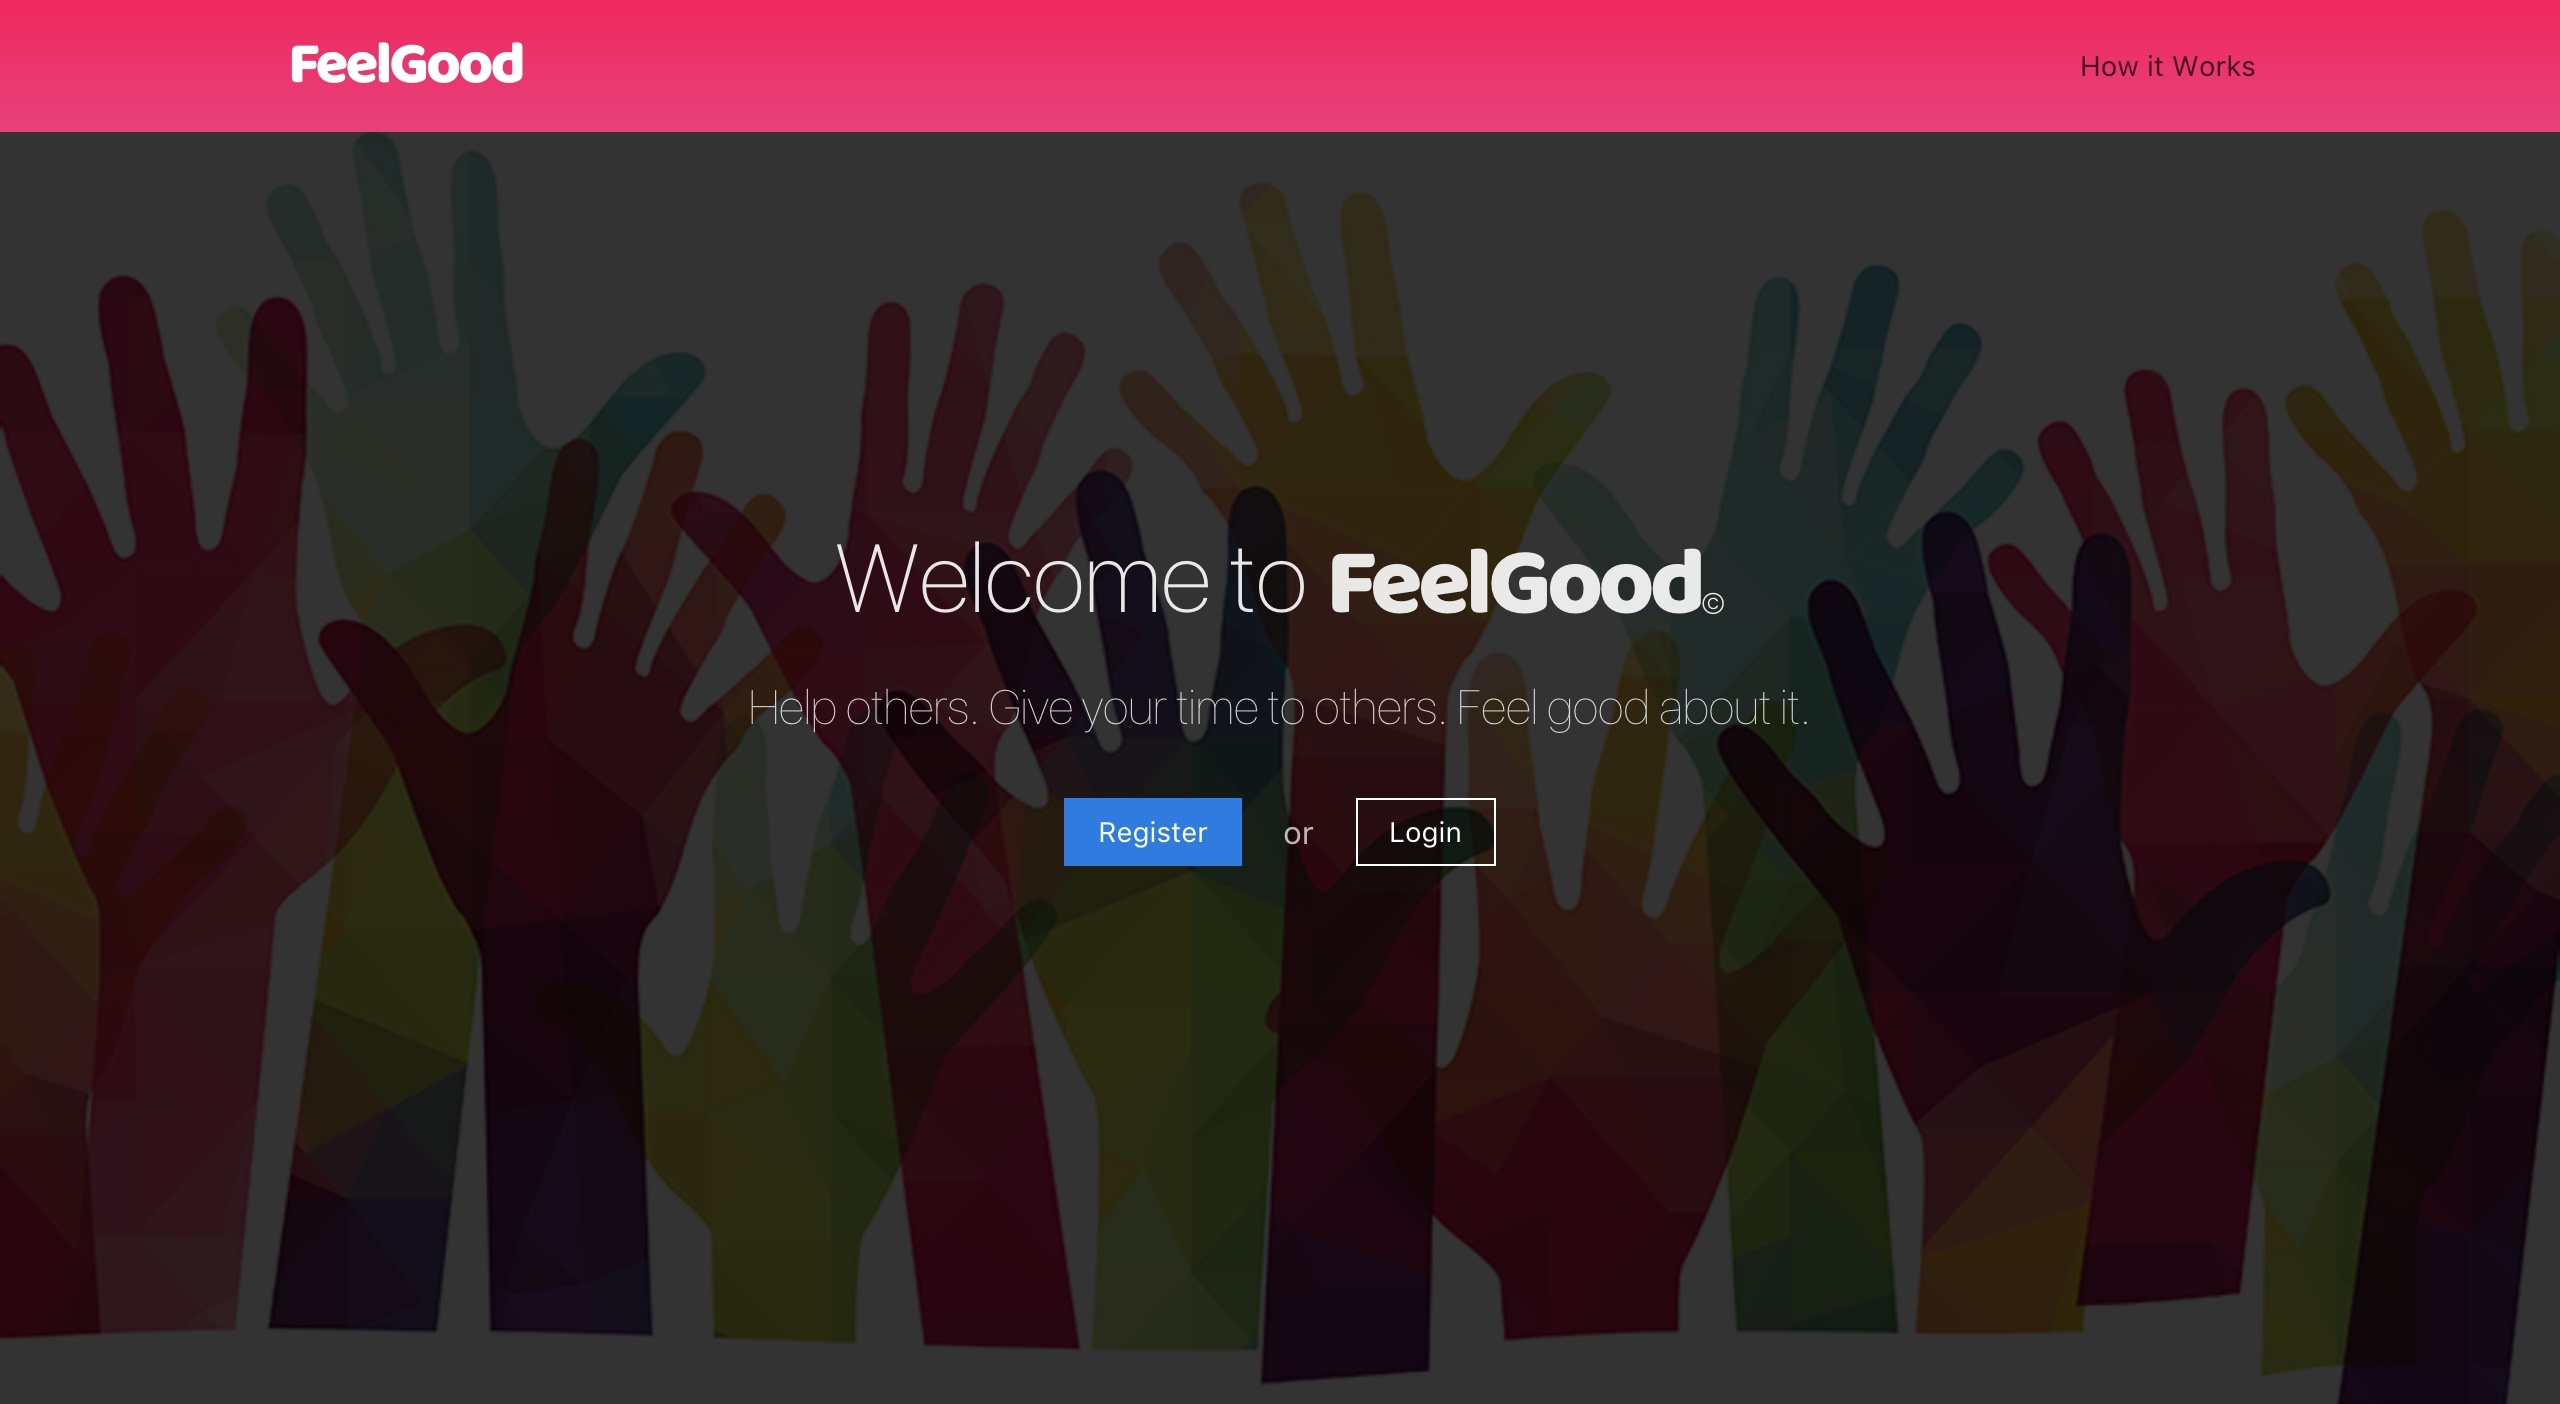 FeelGood
How it Works
Welcome to FeelGood©
Help others. Give your time to others. Feel good about it.
Register or Login